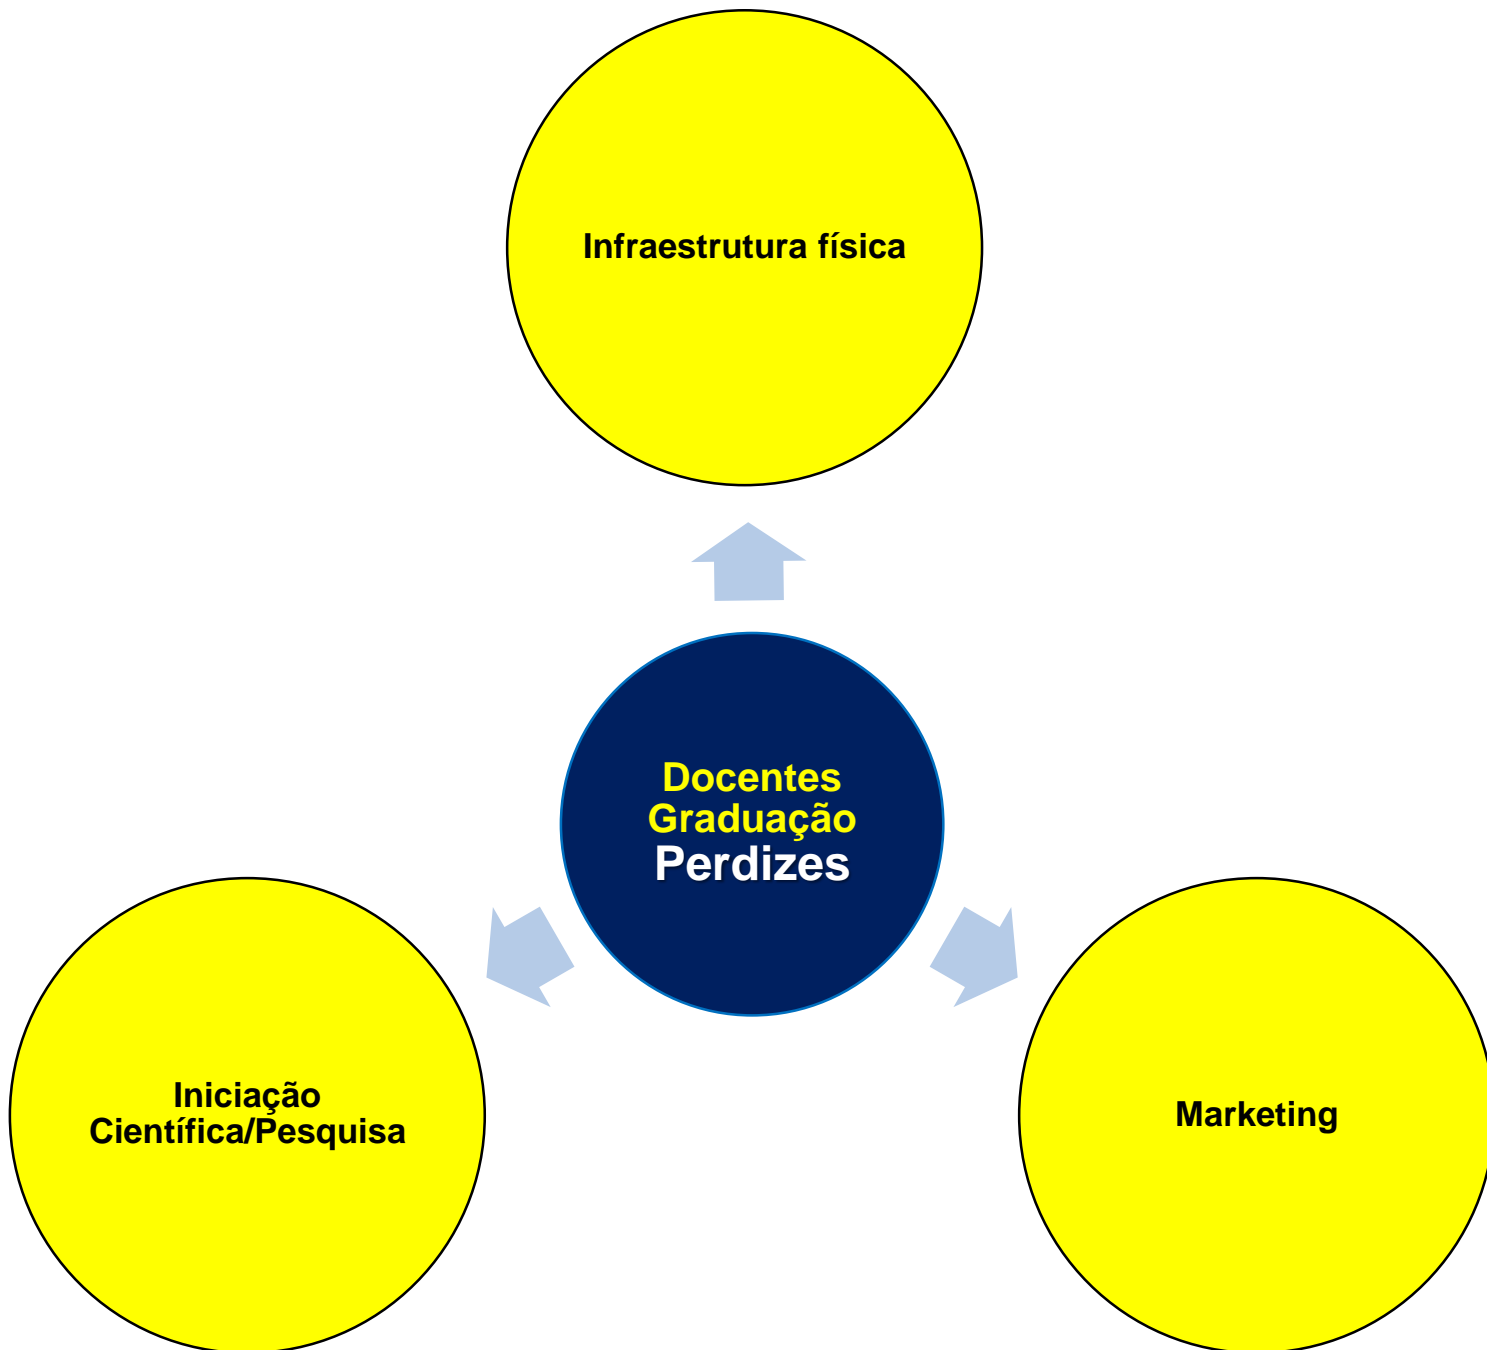 Infraestrutura física
Docentes
Graduação
Perdizes
Iniciação
Científica/Pesquisa
Marketing